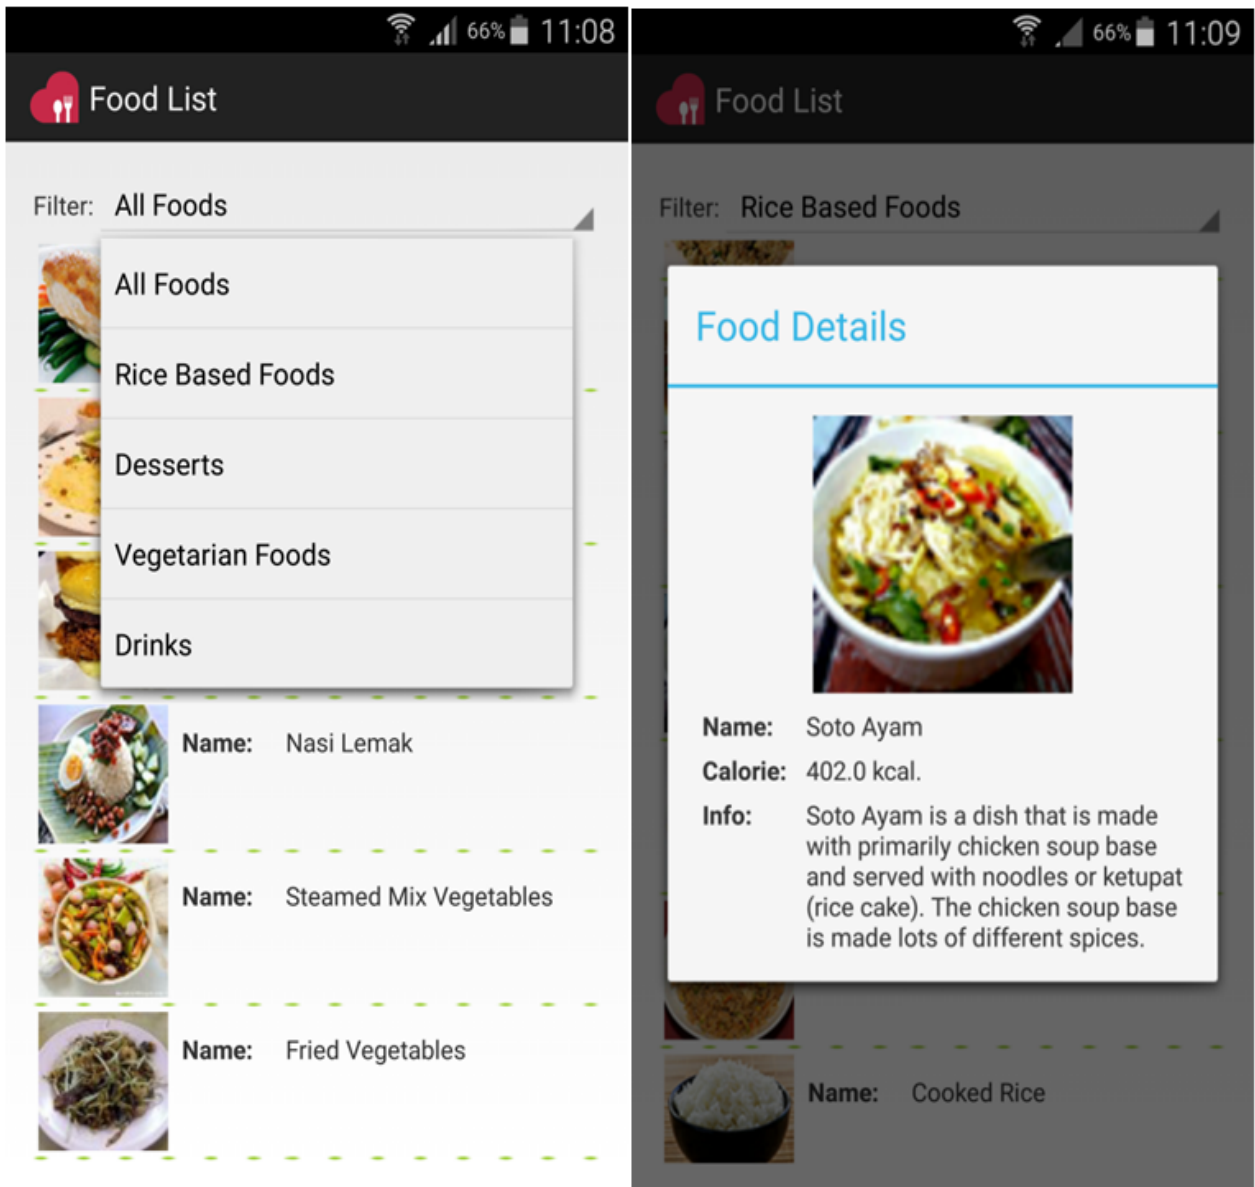 66% 11:08
Food List
Filter: All Foods
All Foods
Rice Based Foods
Desserts
Vegetarian Foods
Drinks
Name: Nasi Lemak
Name: Steamed Mix Vegetables
Name: Fried Vegetables
66% 11:09
Food List
Filter: Rice Based Foods
Food Details
Name: Soto Ayam
Calorie: 402.0 kcal.
Info: Soto Ayam is a dish that is made
with primarily chicken soup base
and served with noodles or ketupat
(rice cake). The chicken soup base
is made lots of different spices.
Name: Cooked Rice